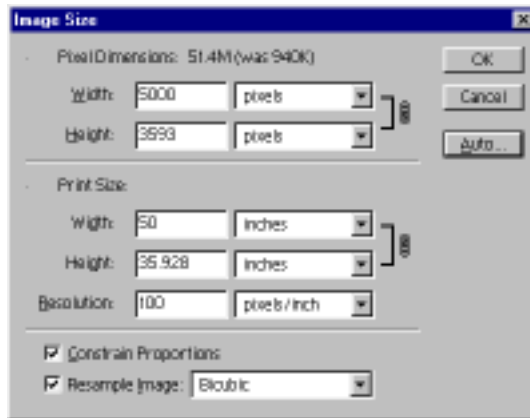 Image Size
Pixel Dimensions: 51.4M (was 940K)
OK
Width: 5000 pixels
Cancel
Height: 3593 pixels
Auto...
Print Size:
Width: 50 inches
Height: 35.928 inches
Resolution: 100 pixels/inch
Constrain Proportions
Resample Image: Bicubic